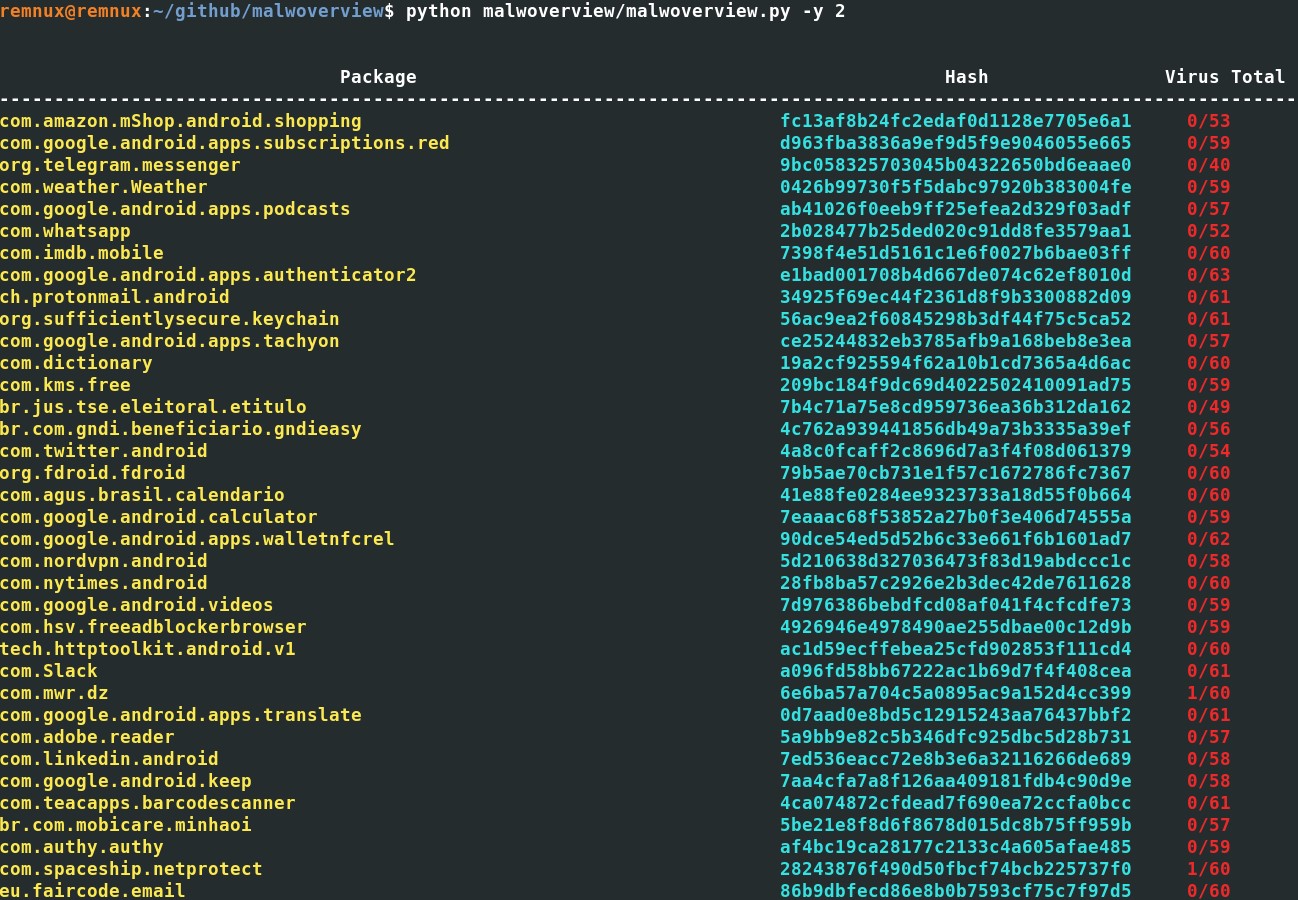 remnux@remnux:~/github/malwoverview$ python malwoverview/malwoverview.py -y 2
Package Hash Virus Total
--------------------------------------------------------------------------------------------------------------------
com.amazon.mShop.android.shopping fc13af8b24fc2edaf0d1128e7705e6a1 0/53
com.google.android.apps.subscriptions.red d963fba3836a9ef9d5f9e9046055e665 0/59
org.telegram.messenger 9bc058325703045b04322650bd6eaae0 0/40
com.weather.Weather 0426b99730f5f5dabc97920b383004fe 0/59
com.google.android.apps.podcasts ab41026f0eeb9ff25efea2d329f03adf 0/57
com.whatsapp 2b028477b25ded020c91dd8fe3579aa1 0/52
com.imdb.mobile 7398f4e51d5161c1e6f0027b6bae03ff 0/60
com.google.android.apps.authenticator2 e1bad001708b4d667de074c62ef8010d 0/63
ch.protonmail.android 34925f69ec44f2361d8f9b3300882d09 0/61
org.sufficientlysecure.keychain 56ac9ea2f60845298b3df44f75c5ca52 0/61
com.google.android.apps.tachyon ce25244832eb3785afb9a168beb8e3ea 0/57
com.dictionary 19a2cf925594f62a10b1cd7365a4d6ac 0/60
com.kms.free 209bc184f9dc69d4022502410091ad75 0/59
br.jus.tse.eleitoral.etitulo 7b4c71a75e8cd959736ea36b312da162 0/49
br.com.gndi.beneficiario.gndieasy 4c762a939441856db49a73b3335a39ef 0/56
com.twitter.android 4a8c0fcaff2c8696d7a3f4f08d061379 0/54
org.fdroid.fdroid 79b5ae70cb731e1f57c1672786fc7367 0/60
com.agus.brasil.calendario 41e88fe0284ee9323733a18d55f0b664 0/60
com.google.android.calculator 7eaaac68f53852a27b0f3e406d74555a 0/59
com.google.android.apps.walletnfcrel 90dce54ed5d52b6c33e661f6b1601ad7 0/62
com.nordvpn.android 5d210638d327036473f83d19abdccc1c 0/58
com.nytimes.android 28fb8ba57c2926e2b3dec42de7611628 0/60
com.google.android.videos 7d976386bebdfcd08af041f4cfcdfe73 0/59
com.hsv.freeadblockerbrowser 4926946e4978490ae255dbae00c12d9b 0/59
tech.httptoolkit.android.v1 ac1d59ecffebea25cfd902853f111cd4 0/60
com.Slack a096fd58bb67222ac1b69d7f4f408cea 0/61
com.mwr.dz 6e6ba57a704c5a0895ac9a152d4cc399 1/60
com.google.android.apps.translate 0d7aad0e8bd5c12915243aa76437bbf2 0/61
com.adobe.reader 5a9bb9e82c5b346dfc925dbc5d28b731 0/57
com.linkedin.android 7ed536eacc72e8b3e6a32116266de689 0/58
com.google.android.keep 7aa4cfa7a8f126aa409181fdb4c90d9e 0/58
com.teacapps.barcodescanner 4ca074872cfdead7f690ea72ccfa0bcc 0/61
br.com.mobicare.minhaoi 5be21e8f8d6f8678d015dc8b75ff959b 0/57
com.authy.authy af4bc19ca28177c2133c4a605afae485 0/59
com.spaceship.netprotect 28243876f490d50fbcf74bcb225737f0 1/60
eu.faircode.email 86b9dbfecd86e8b0b7593cf75c7f97d5 0/60